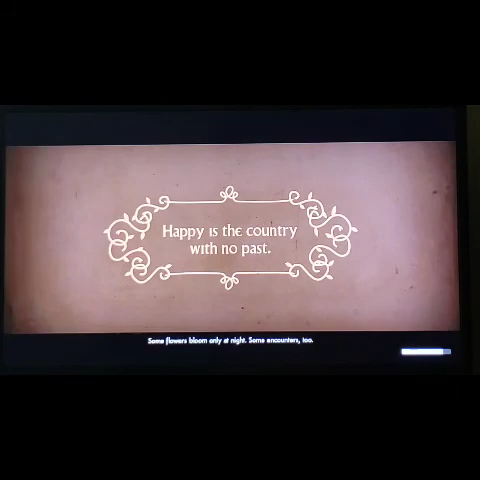 Happy is the country
with no past.
Some flowers bloom only at night. Some encounters, too.